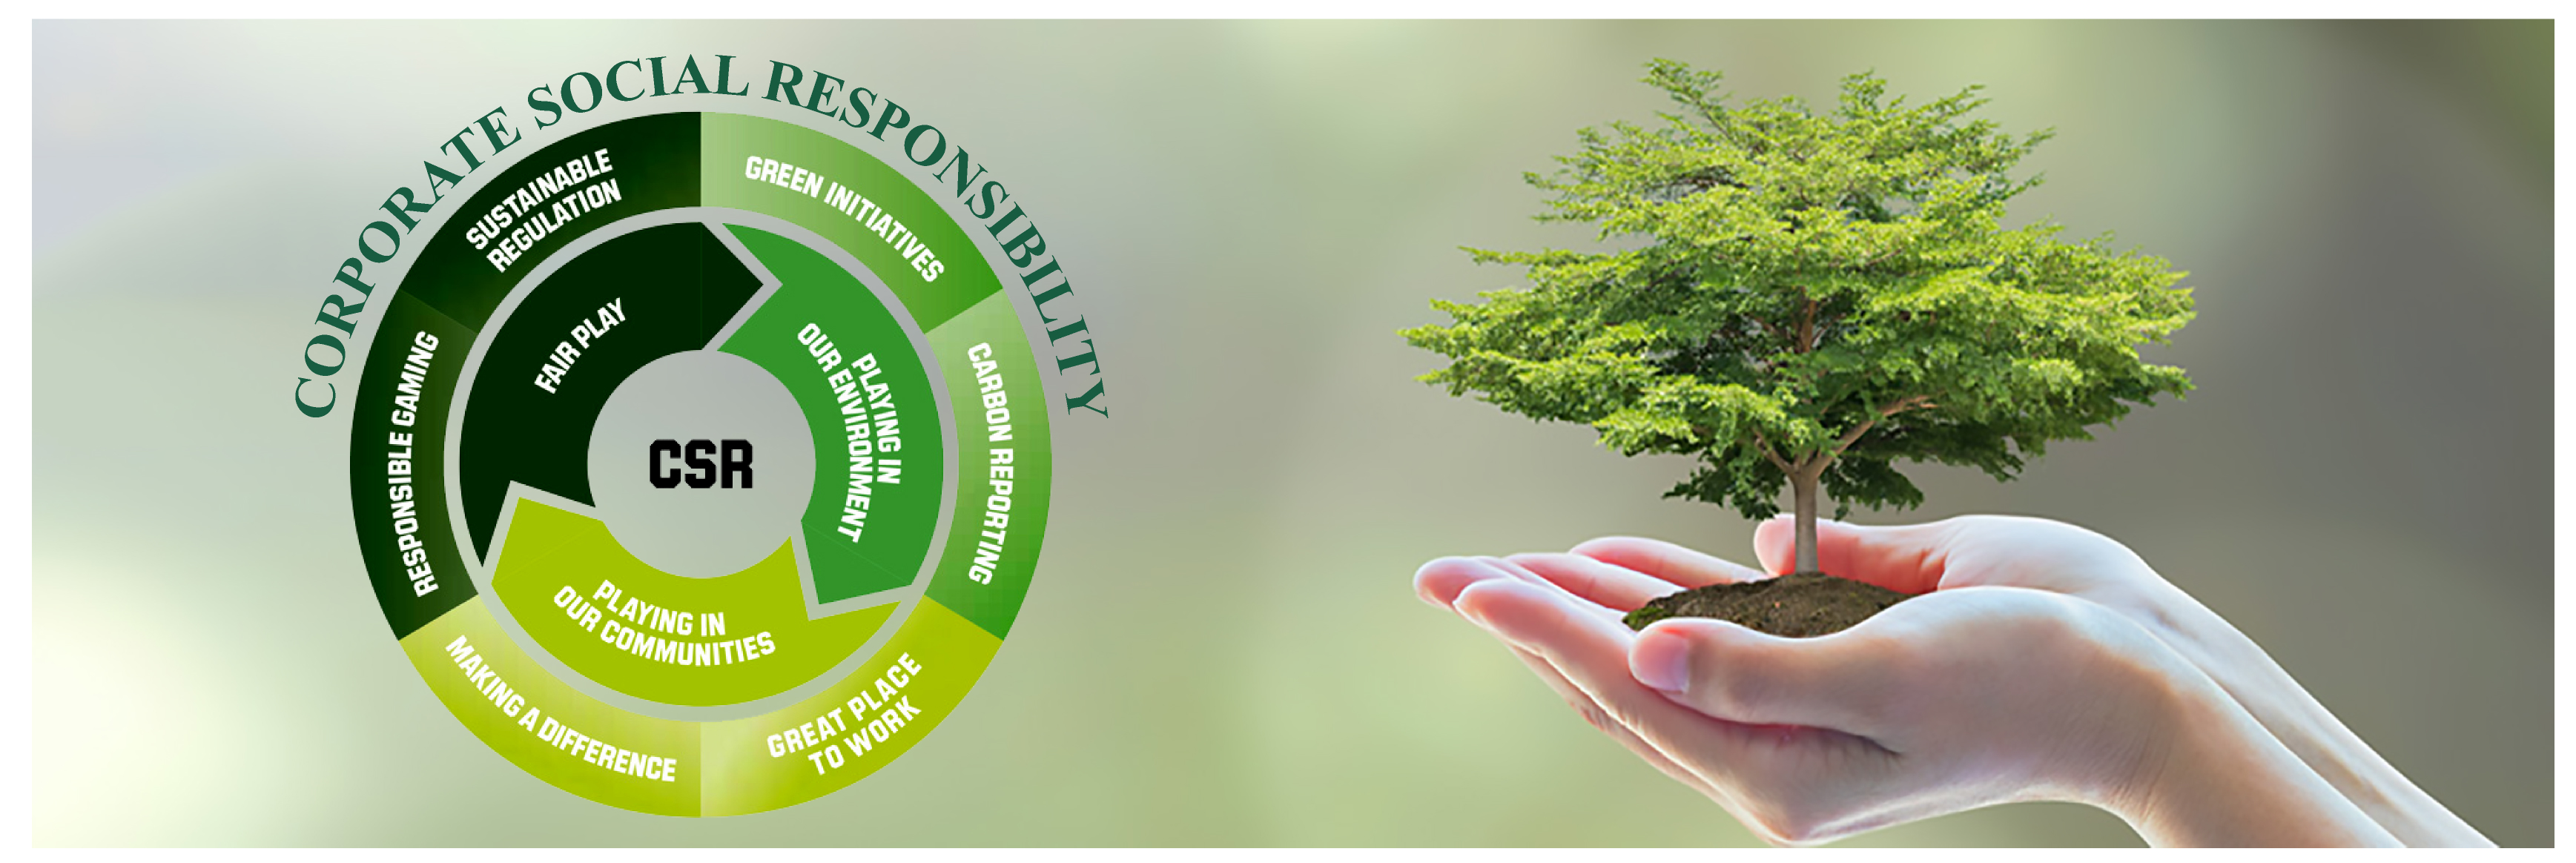 CORPORATE SOCIAL RESPONSIBILITY
SUSTAINABLE
REGULATION
GREEN INITIATIVES
CARBON REPORTING
GREAT PLACE
TO WORK
MAKING A DIFFERENCE
RESPONSIBLE GAMING
FAIR PLAY
PLAYING IN
OUR ENVIRONMENT
PLAYING IN
OUR COMMUNITIES
CSR